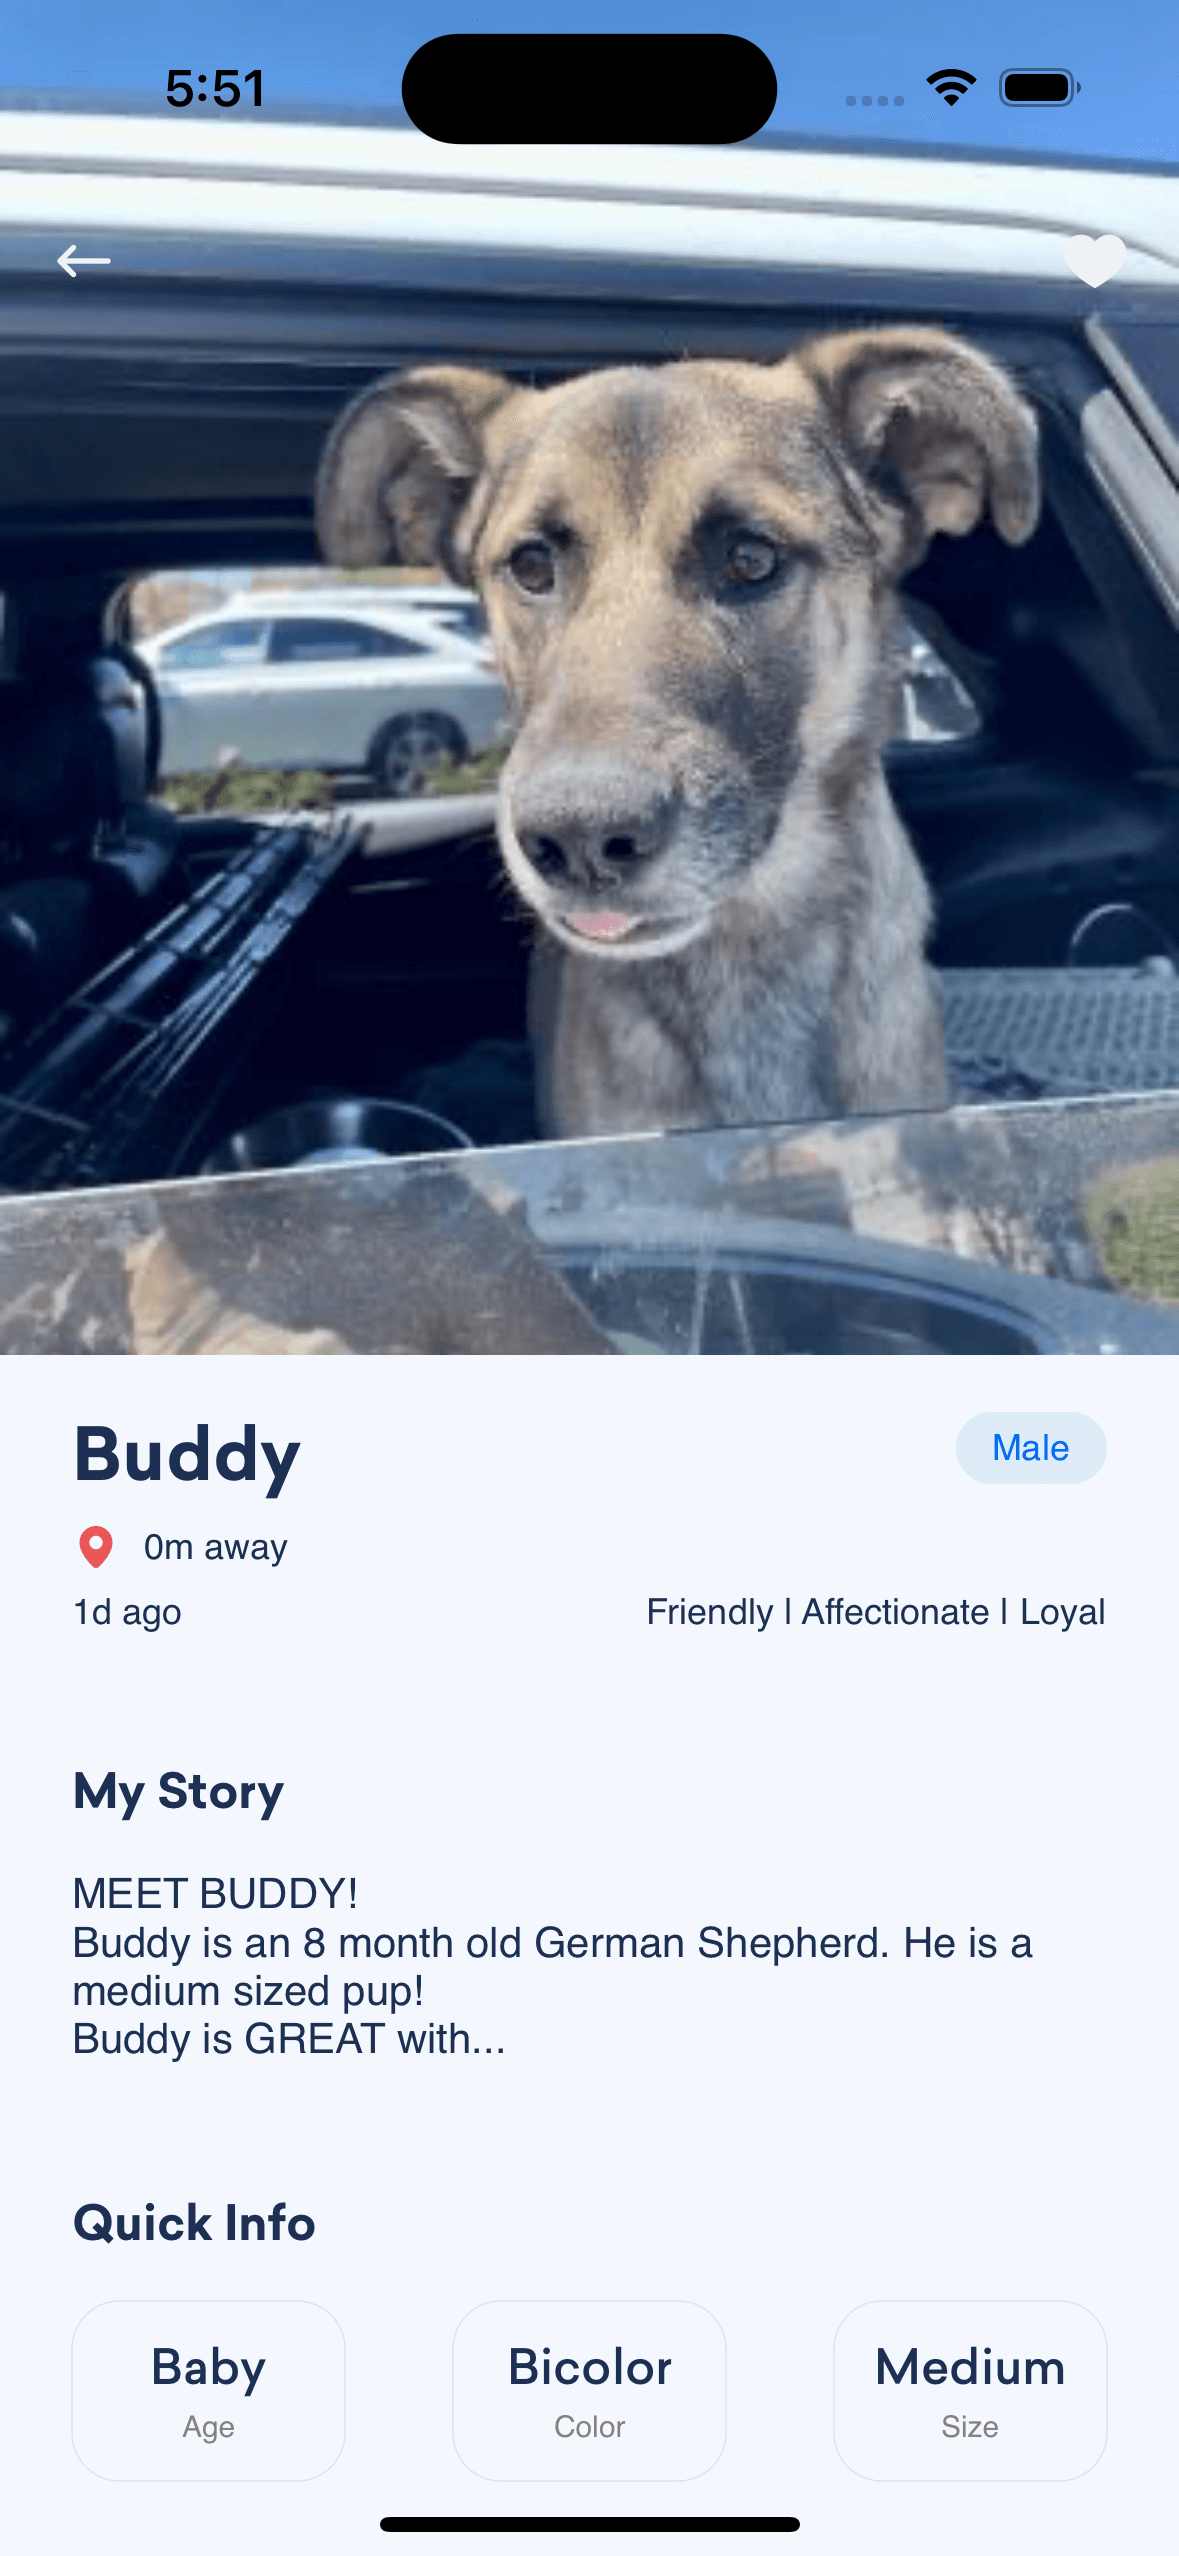 5:51
Buddy
Male
0m away
1d ago
Friendly | Affectionate | Loyal
My Story
MEET BUDDY!
Buddy is an 8 month old German Shepherd. He is a
medium sized pup!
Buddy is GREAT with...
Quick Info
Baby
Age
Bicolor
Color
Medium
Size